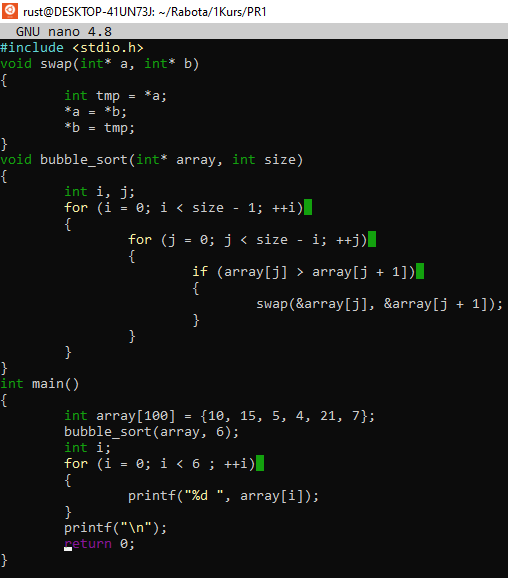 rust@DESKTOP-41UN73J: ~/Rabota/1Kurs/PR1
GNU nano 4.8
#include <stdio.h>
void swap(int* a, int* b)
{
        int tmp = *a;
        *a = *b;
        *b = tmp;
}
void bubble_sort(int* array, int size)
{
        int i, j;
        for (i = 0; i < size - 1; ++i)
        {
                for (j = 0; j < size - i; ++j)
                {
                        if (array[j] > array[j + 1])
                        {
                                swap(&array[j], &array[j + 1]);
                        }
                }
        }
}
int main()
{
        int array[100] = {10, 15, 5, 4, 21, 7};
        bubble_sort(array, 6);
        int i;
        for (i = 0; i < 6 ; ++i)
        {
                printf("%d ", array[i]);
        }
        printf("\n");
        return 0;
}